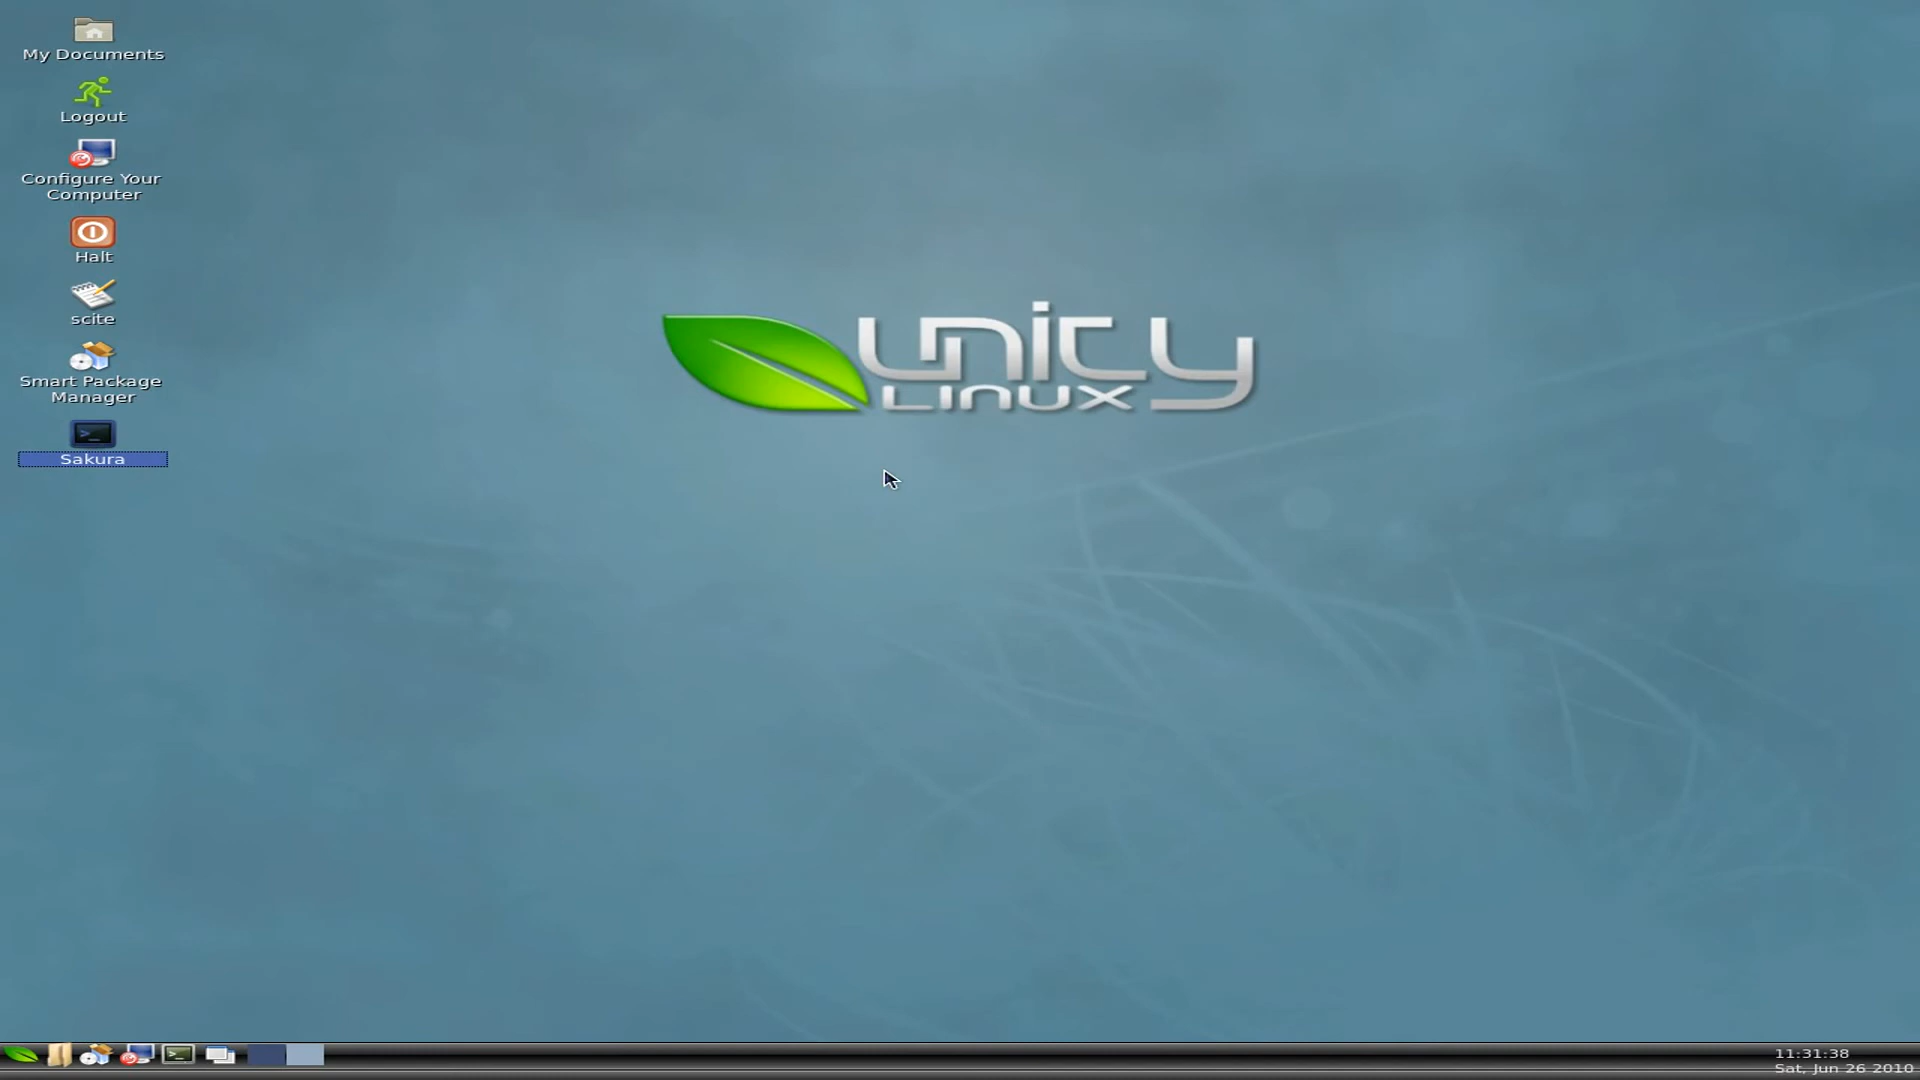 My Documents
Logout
Configure Your
Computer
Halt
scite
Smart Package
Manager
Sakura
unity
Linux
11:31:38
Sat, Jun 26 2010